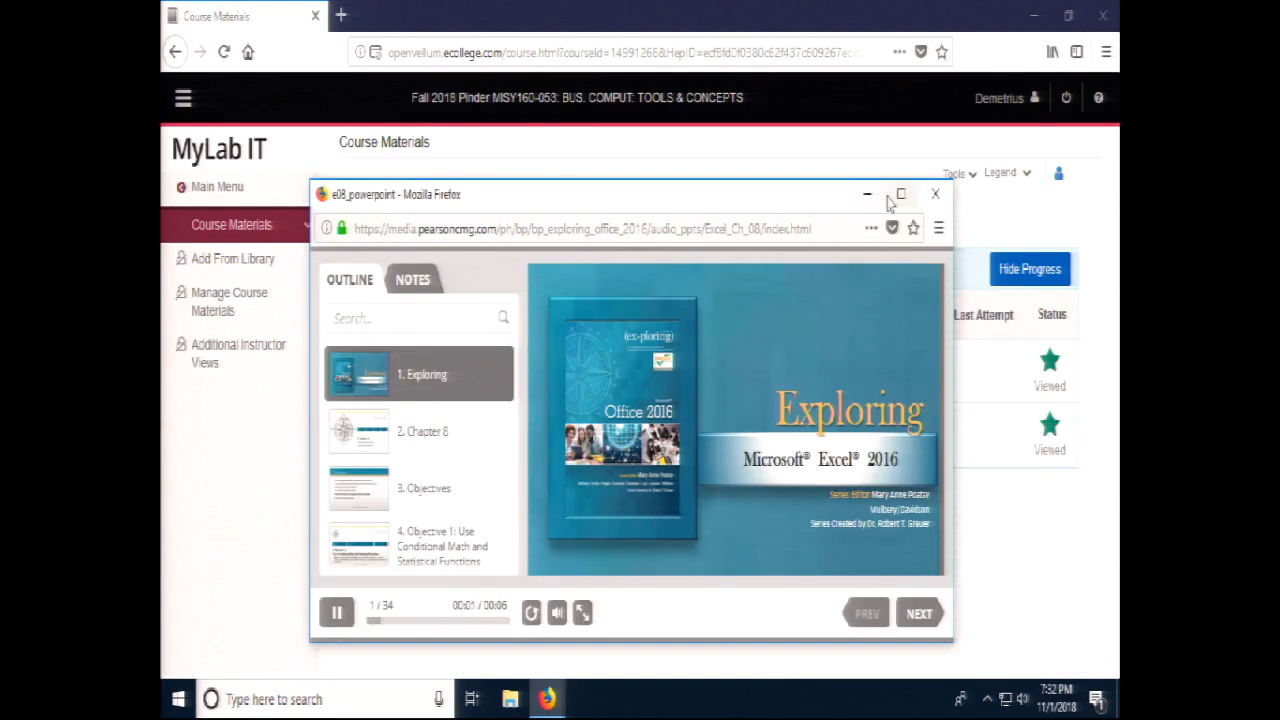 Course Materials
openvellum.ecollege.com/course.html?courseId=14991266&HepID=
Fall 2018 Pinder MISY160-053: BUS. COMPUT: TOOLS & CONCEPTS
Demetrius
MyLab IT
Course Materials
Main Menu
Tools
Legend
Course Materials
Add From Library
Manage Course
Materials
Additional Instructor
Views
Hide Progress
Last Attempt
Status
Viewed
Viewed
e08_powerpoint - Mozilla Firefox
https://media.pearsoncmg.com/ph/bp/bp_exploring_office_2016/audio_ppts/Excel_Ch_08/index.html
OUTLINE
NOTES
Search...
1. Exploring
2. Chapter 8
3. Objectives
4. Objective 1: Use
Conditional Math and
Statistical Functions
(ex·ploring)
Office 2016
Exploring
Microsoft® Excel® 2016
Series Editor Mary Anne Poatsy
Mulbery|Davidson
Series Created by Dr. Robert T. Grauer
1 / 34
00:01 / 00:06
PREV
NEXT
Type here to search
7:32 PM
11/1/2018
1